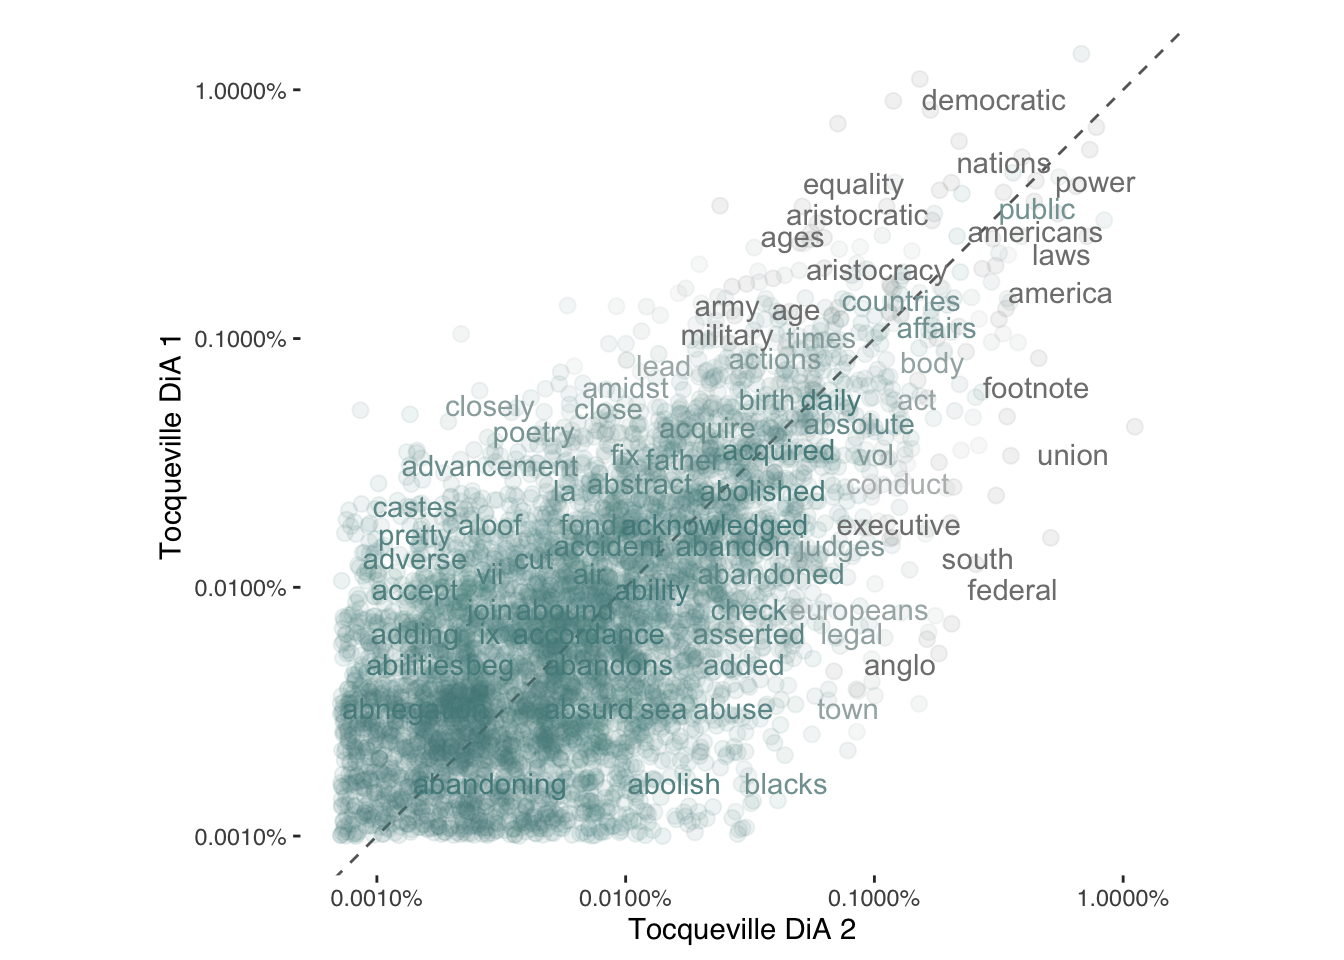 1.0000%
democratic
nations
equality
power
aristocratic
public
ages
americans
laws
aristocracy
america
countries
army
age
affairs
0.1000%
military
times
actions
body
lead
amidst
footnote
closely
close
birth
daily
act
poetry
acquire
absolute
advancement
fix
father
acquired
vol
union
la
abstract
abolished
conduct
castes
pretty
aloof
fond
acknowledged
executive
adverse
cut
accident
abandon
judges
south
vii
air
abandoned
0.0100%
accept
ability
federal
join
abound
check
europeans
adding
ix
accordance
asserted
legal
abilities
beg
abandons
added
anglo
absurd
sea
abuse
town
abandoning
abolish
blacks
0.0010%
Tocqueville DiA 1
0.0010%
0.0100%
0.1000%
1.0000%
Tocqueville DiA 2